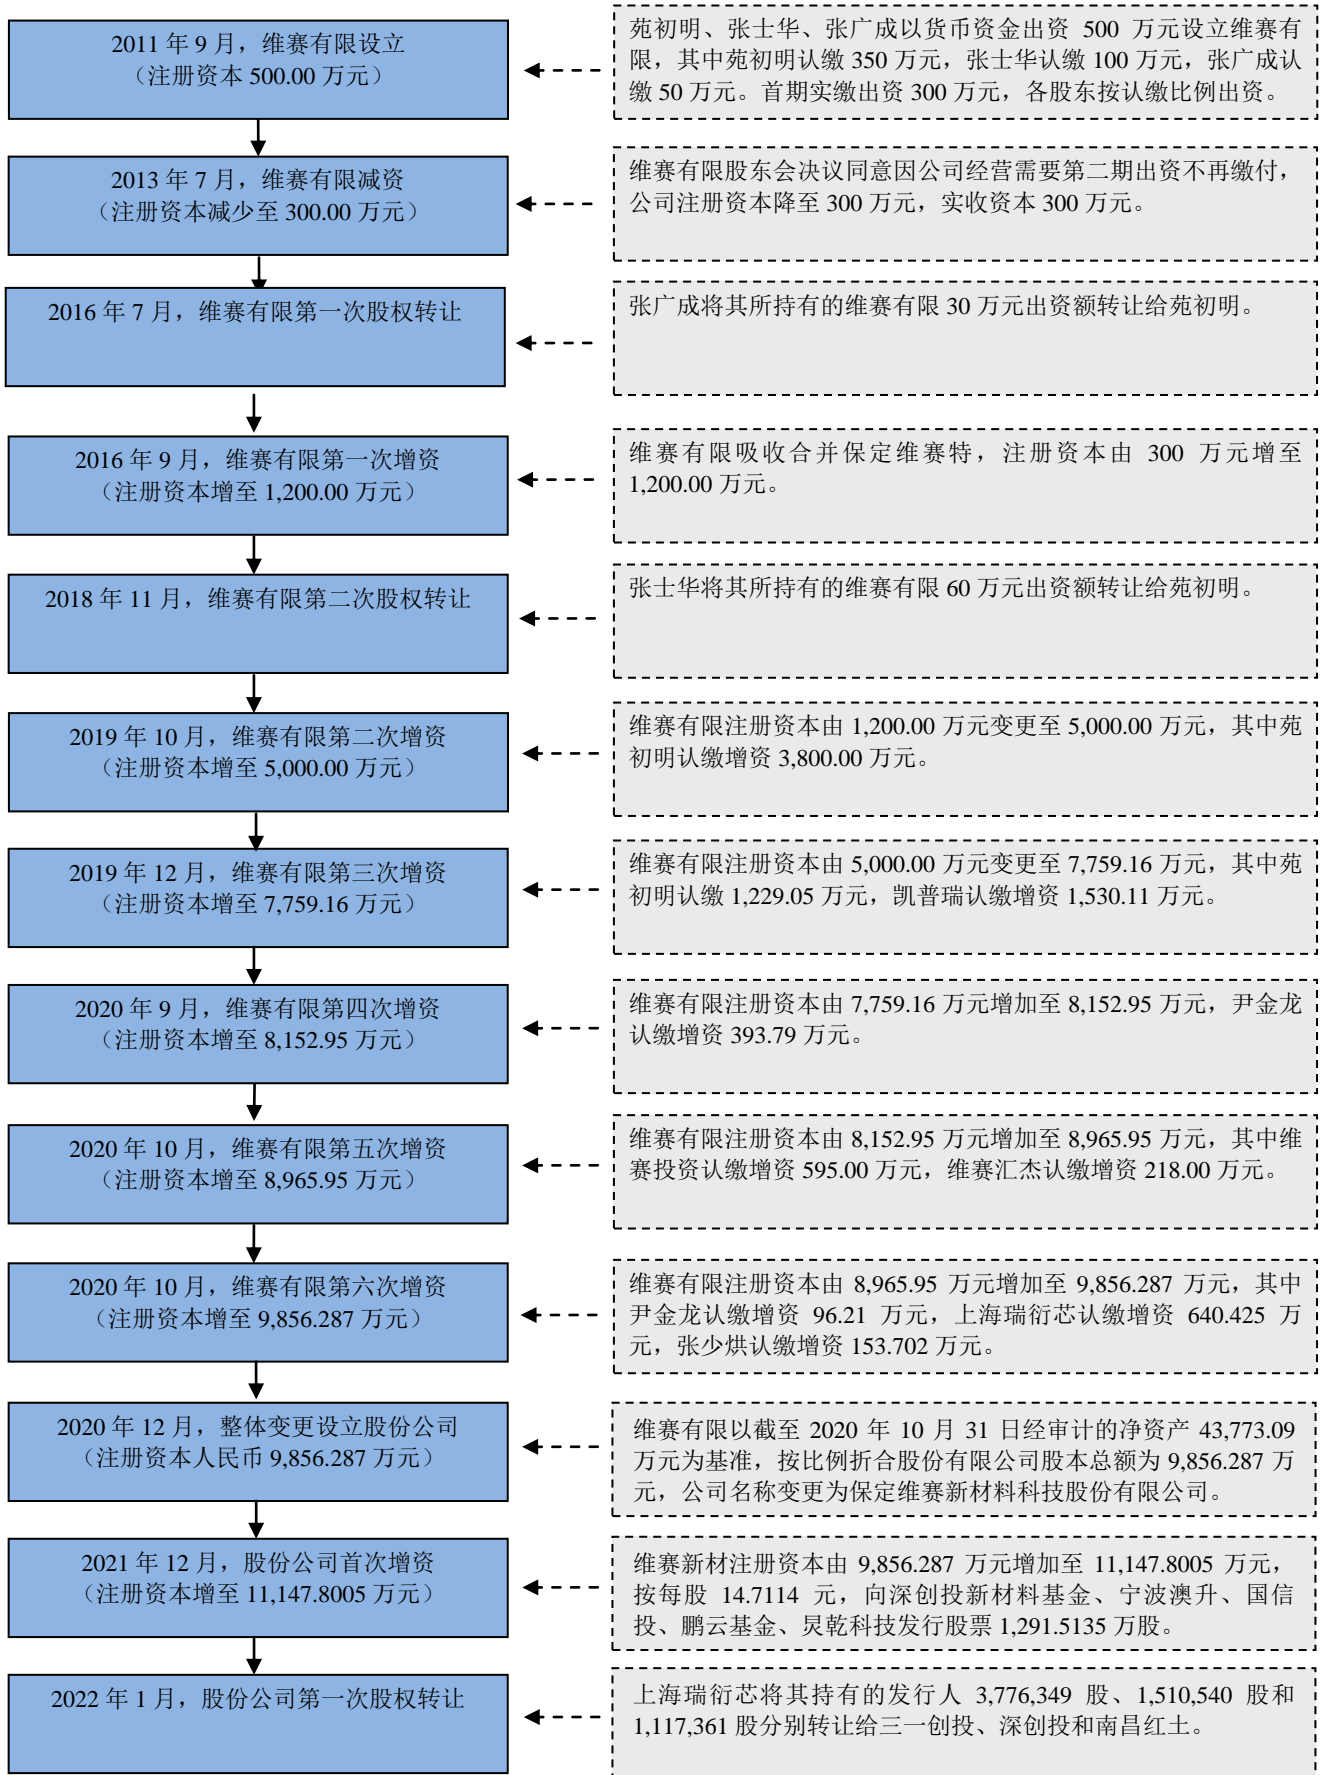 2011 年 9 月，维赛有限设立
（注册资本 500.00 万元）
苑初明、张士华、张广成以货币资金出资 500 万元设立维赛有
限，其中苑初明认缴 350 万元，张士华认缴 100 万元，张广成认
缴 50 万元。首期实缴出资 300 万元，各股东按认缴比例出资。
2013 年 7 月，维赛有限减资
（注册资本减少至 300.00 万元）
维赛有限股东会决议同意因公司经营需要第二期出资不再缴付，
公司注册资本降至 300 万元，实收资本 300 万元。
2016 年 7 月，维赛有限第一次股权转让
张广成将其所持有的维赛有限 30 万元出资额转让给苑初明。
2016 年 9 月，维赛有限第一次增资
（注册资本增至 1,200.00 万元）
维赛有限吸收合并保定维赛特，注册资本由 300 万元增至
1,200.00 万元。
2018 年 11 月，维赛有限第二次股权转让
张士华将其所持有的维赛有限 60 万元出资额转让给苑初明。
2019 年 10 月，维赛有限第二次增资
（注册资本增至 5,000.00 万元）
维赛有限注册资本由 1,200.00 万元变更至 5,000.00 万元，其中苑
初明认缴增资 3,800.00 万元。
2019 年 12 月，维赛有限第三次增资
（注册资本增至 7,759.16 万元）
维赛有限注册资本由 5,000.00 万元变更至 7,759.16 万元，其中苑
初明认缴 1,229.05 万元，凯普瑞认缴增资 1,530.11 万元。
2020 年 9 月，维赛有限第四次增资
（注册资本增至 8,152.95 万元）
维赛有限注册资本由 7,759.16 万元增加至 8,152.95 万元，尹金龙
认缴增资 393.79 万元。
2020 年 10 月，维赛有限第五次增资
（注册资本增至 8,965.95 万元）
维赛有限注册资本由 8,152.95 万元增加至 8,965.95 万元，其中维
赛投资认缴增资 595.00 万元，维赛汇杰认缴增资 218.00 万元。
2020 年 10 月，维赛有限第六次增资
（注册资本增至 9,856.287 万元）
维赛有限注册资本由 8,965.95 万元增加至 9,856.287 万元，其中
尹金龙认缴增资 96.21 万元，上海瑞衍芯认缴增资 640.425 万
元，张少烘认缴增资 153.702 万元。
2020 年 12 月，整体变更设立股份公司
（注册资本人民币 9,856.287 万元）
维赛有限以截至 2020 年 10 月 31 日经审计的净资产 43,773.09
万元为基准，按比例折合股份有限公司股本总额为 9,856.287 万
元，公司名称变更为保定维赛新材料科技股份有限公司。
2021 年 12 月，股份公司首次增资
（注册资本增至 11,147.8005 万元）
维赛新材注册资本由 9,856.287 万元增加至 11,147.8005 万元，
按每股 14.7114 元，向深创投新材料基金、宁波澳升、国信
投、鹏云基金、炅乾科技发行股票 1,291.5135 万股。
2022 年 1 月，股份公司第一次股权转让
上海瑞衍芯将其持有的发行人 3,776,349 股、1,510,540 股和
1,117,361 股分别转让给三一创投、深创投和南昌红土。